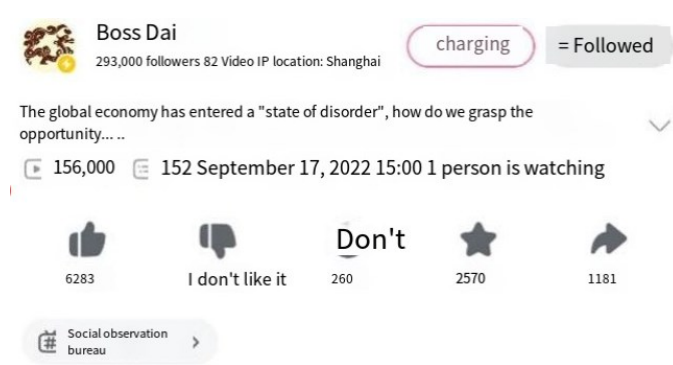 Boss Dai
charging
= Followed
293,000 followers 82 Video IP location: Shanghai
The global economy has entered a "state of disorder", how do we grasp the
opportunity... ..
156,000 152 September 17, 2022 15:00 1 person is watching
Don't
6283 I don't like it 260 2570 1181
Social observation
bureau